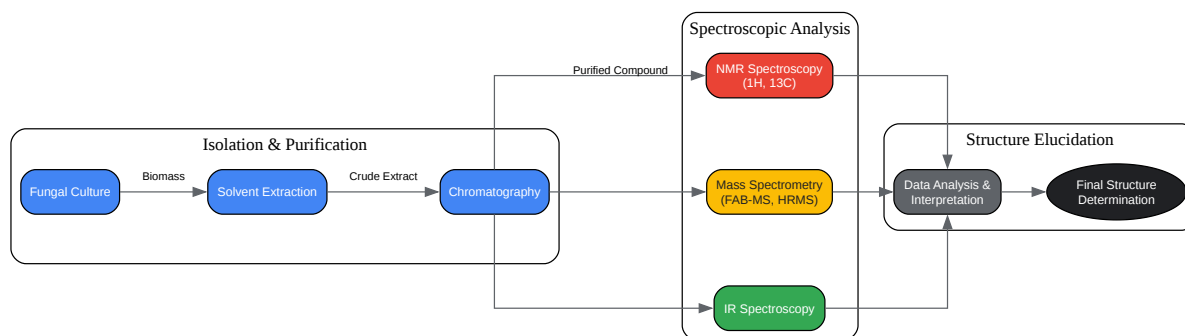 Spectroscopic Analysis
Purified Compound
NMR Spectroscopy
(1H, 13C)
Isolation & Purification
Structure Elucidation
Fungal Culture
Biomass
Solvent Extraction
Crude Extract
Chromatography
Mass Spectrometry
(FAB-MS, HRMS)
Data Analysis &
Interpretation
Final Structure
Determination
IR Spectroscopy